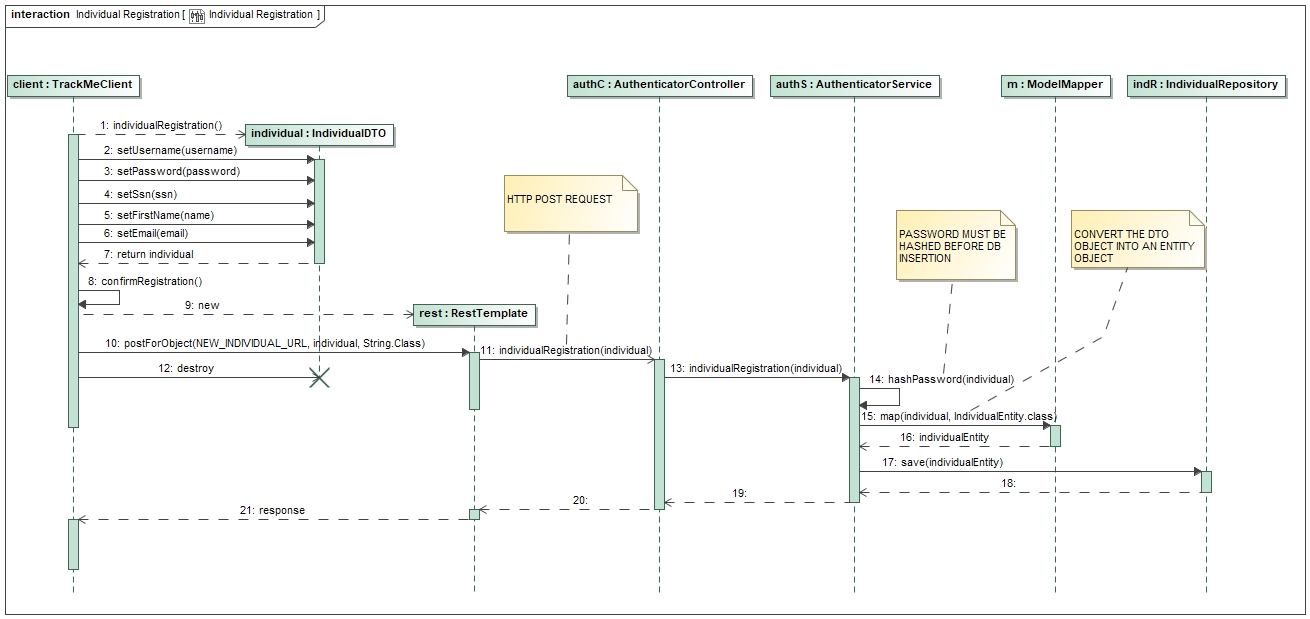 interaction Individual Registration [ Individual Registration ]
client : TrackMeClient
authC : AuthenticatorController
authS : AuthenticatorService
m : ModelMapper
indR : IndividualRepository
1: individualRegistration()
individual : IndividualDTO
2: setUsername(username)
3: setPassword(password)
4: setSsn(ssn)
5: setFirstName(name)
6: setEmail(email)
7: return individual
HTTP POST REQUEST
PASSWORD MUST BE
HASHED BEFORE DB
INSERTION
CONVERT THE DTO
OBJECT INTO AN ENTITY
OBJECT
8: confirmRegistration()
9: new
rest : RestTemplate
10: postForObject(NEW_INDIVIDUAL_URL, individual, String.Class)
11: individualRegistration(individual)
12: destroy
13: individualRegistration(individual)
14: hashPassword(individual)
15: map(individual, IndividualEntity.class)
16: individualEntity
17: save(individualEntity)
18:
19:
20:
21: response